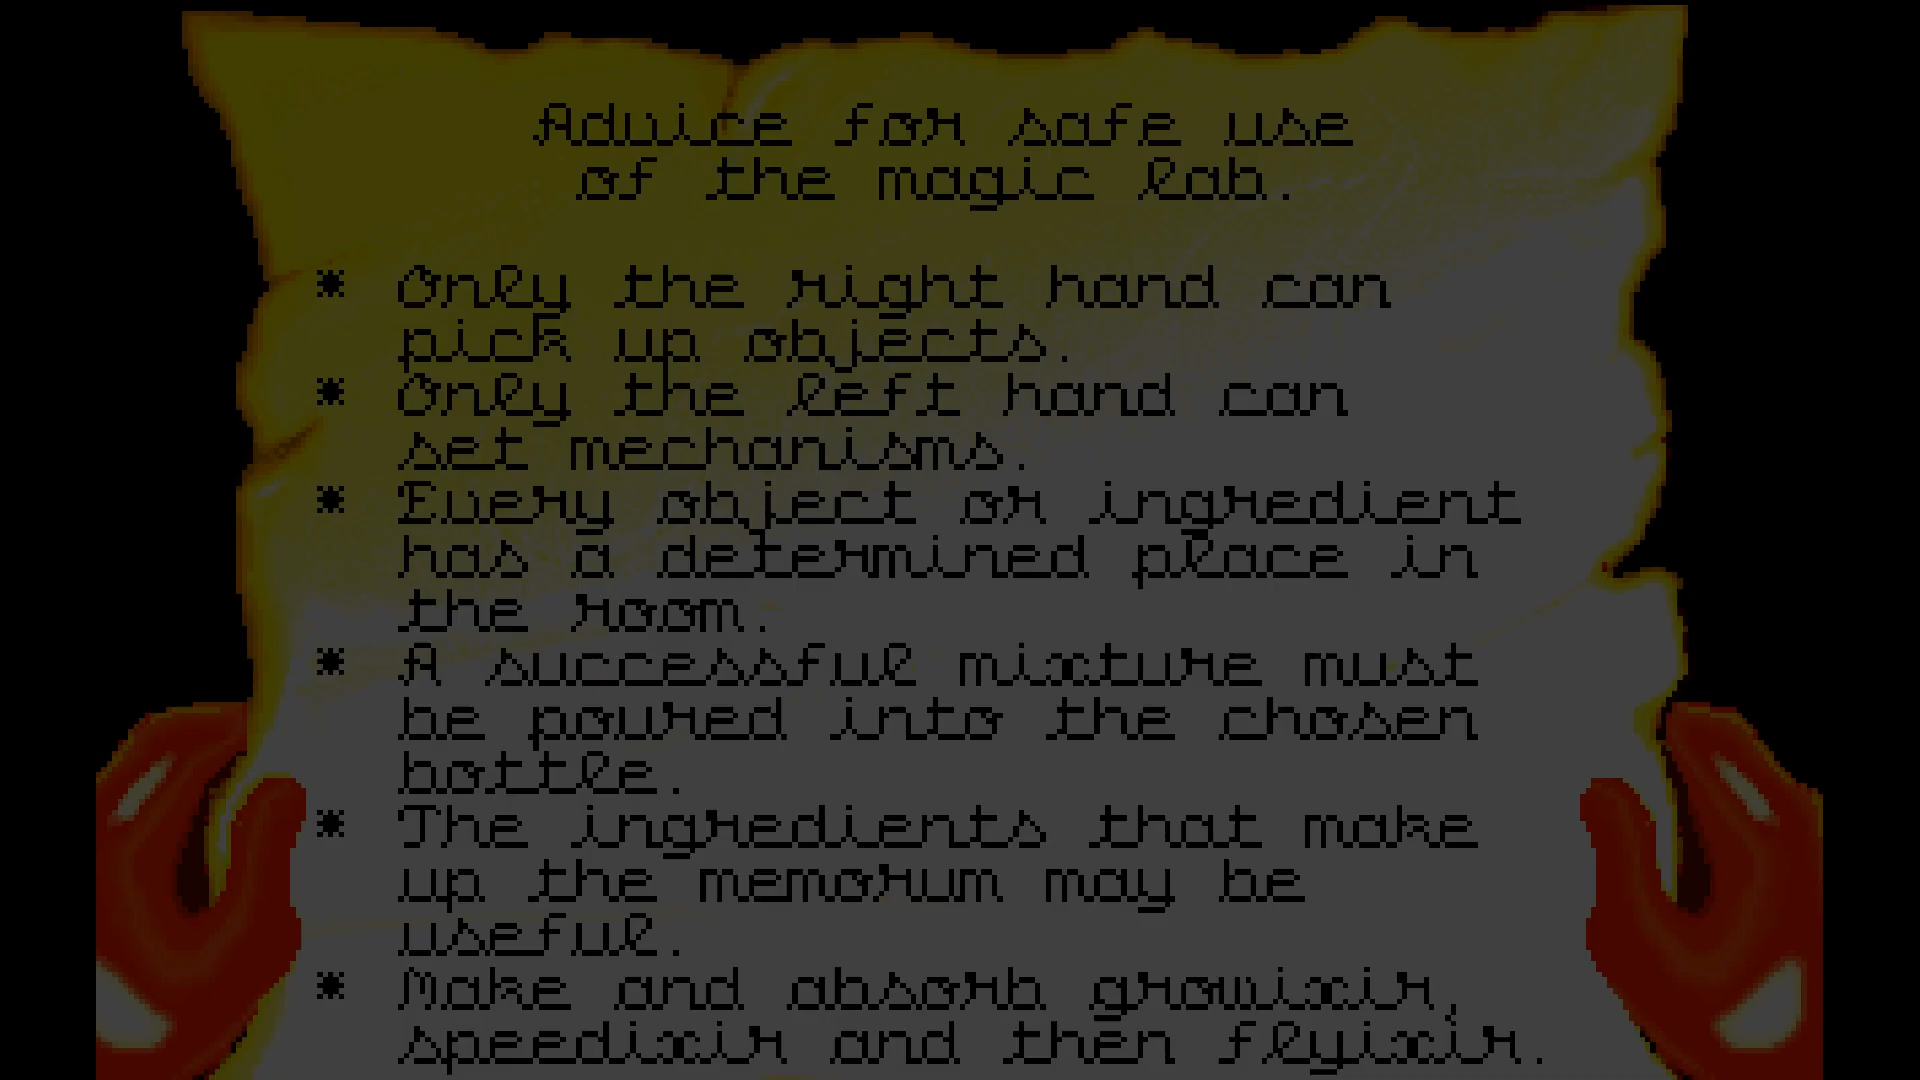 Advice for safe use
of the magic lab.
* Only the right hand can
pick up objects.
* Only the left hand can
set mechanisms.
* Every object or ingredient
has a determined place in
the room.
* A successful mixture must
be poured into the chosen
bottle.
* The ingredients that make
up the memorum may be
useful.
* Make and absorb growixir,
speedixir and then flyixir.